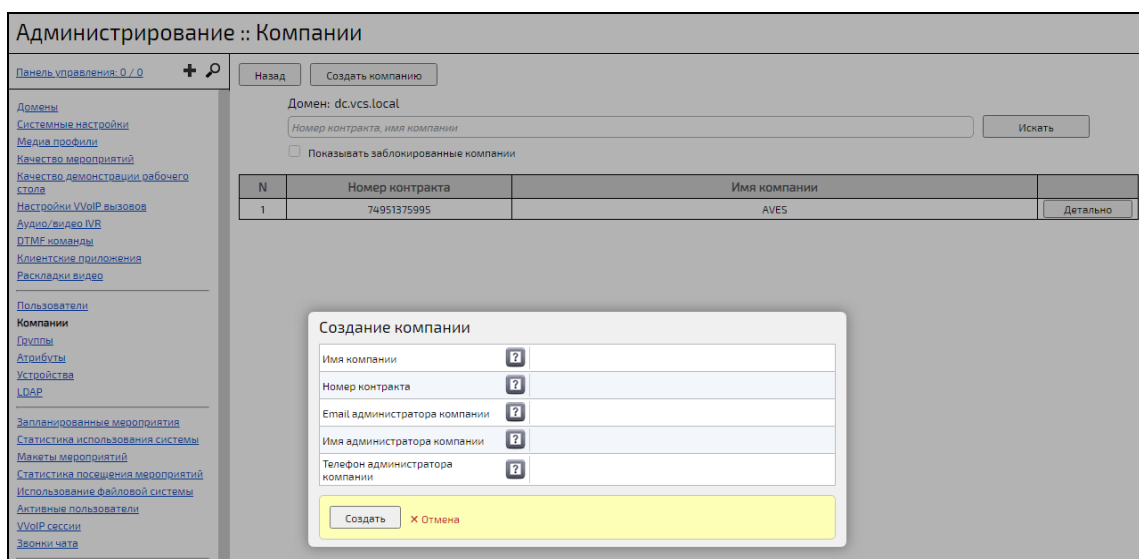 Администрирование :: Компании
Панель управления: 0 / 0
Домены
Системные настройки
Медиа профили
Качество мероприятий
Качество демонстрации рабочего
стола
Настройки VVoIP вызовов
Аудио/видео IVR
DTMF команды
Клиентские приложения
Раскладки видео
Пользователи
Компании
Группы
Атрибуты
Устройства
LDAP
Запланированные мероприятия
Статистика использования системы
Макеты мероприятий
Статистика посещения мероприятий
Использование файловой системы
Активные пользователи
VVoIP сессии
Звонки чата
Назад
Создать компанию
Домен: dc.vcs.local
Номер контракта, имя компании
Искать
Показывать заблокированные компании
N Номер контракта Имя компании
1 74951375995 AVES Детально
Создание компании
Имя компании ?
Номер контракта ?
Email администратора компании ?
Имя администратора компании ?
Телефон администратора
компании ?
Создать × Отмена